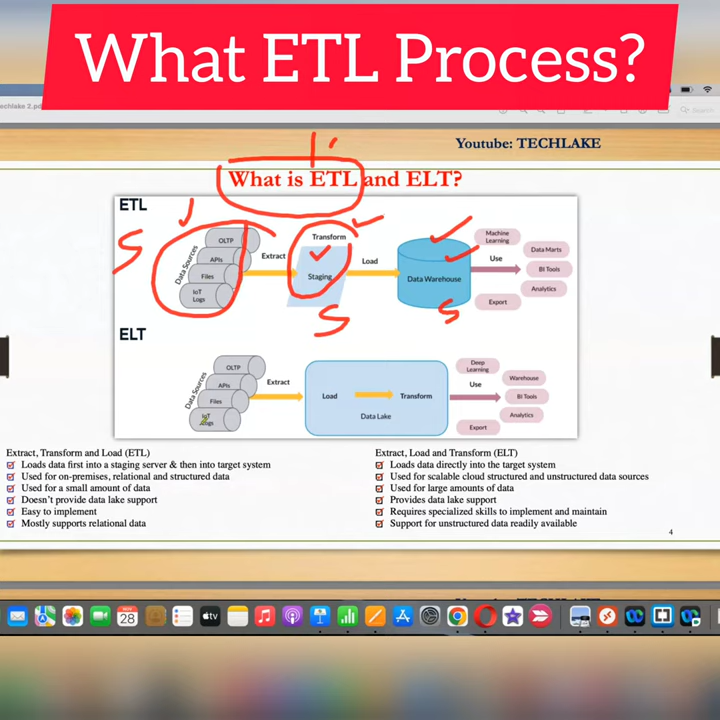 What ETL Process?
techlake 2.pd
Search
Youtube: TECHLAKE
What is ETL and ELT?
ETL
Data Sources
OLTP
APIs
Files
IoT
Logs
Extract
Transform
Staging
Load
Data Warehouse
Use
Machine
Learning
Data Marts
BI Tools
Analytics
Export
ELT
Data Sources
OLTP
APIs
Files
IoT
Logs
Extract
Load
Transform
Data Lake
Use
Deep
Learning
Warehouse
BI Tools
Analytics
Export
Extract, Transform and Load (ETL)
Loads data first into a staging server & then into target system
Used for on-premises, relational and structured data
Used for a small amount of data
Doesn't provide data lake support
Easy to implement
Mostly supports relational data
Extract, Load and Transform (ELT)
Loads data directly into the target system
Used for scalable cloud structured and unstructured data sources
Used for large amounts of data
Provides data lake support
Requires specialized skills to implement and maintain
Support for unstructured data readily available
4
S
S
S
NOV
28
tv